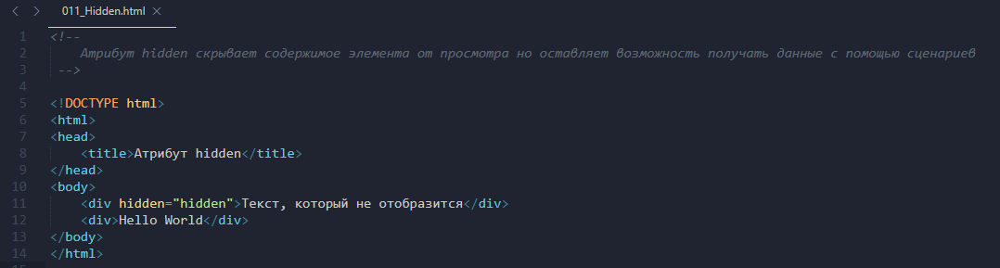 011_Hidden.html
1 <!--
2 Атрибут hidden скрывает содержимое элемента от просмотра но оставляет возможность получать данные с помощью сценариев
3 -->
4
5 <!DOCTYPE html>
6 <html>
7 <head>
8 <title>Атрибут hidden</title>
9 </head>
10 <body>
11 <div hidden="hidden">Текст, который не отобразится</div>
12 <div>Hello World</div>
13 </body>
14 </html>
15